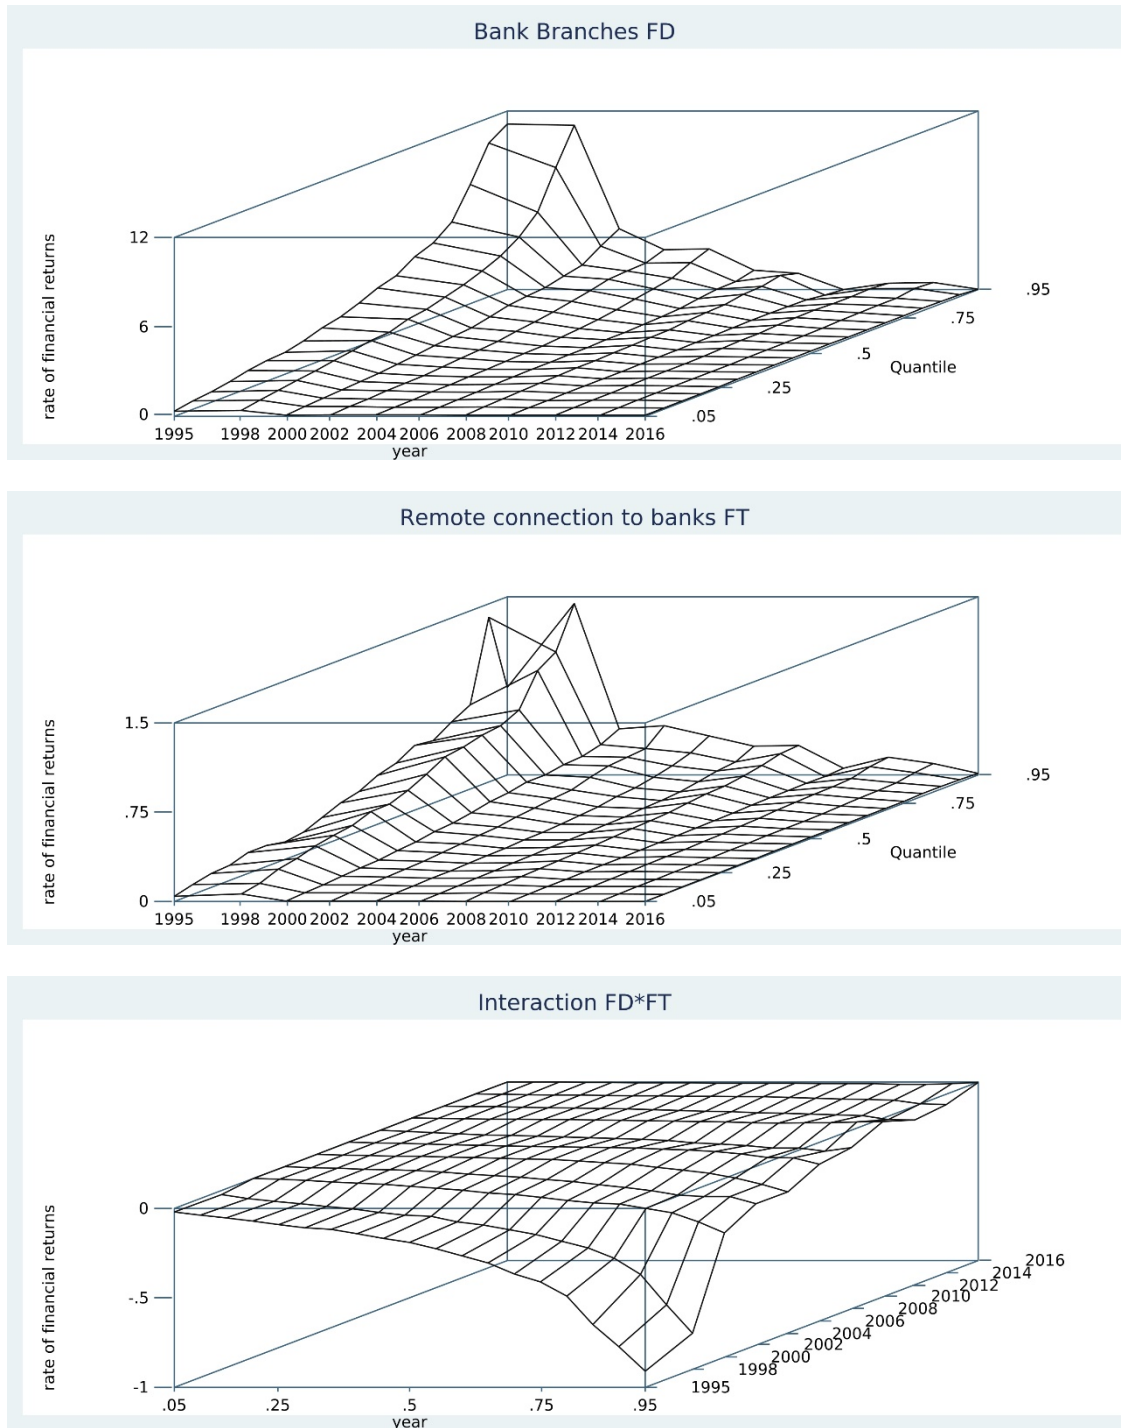 Bank Branches FD
rate of financial returns
12
6
0
1995 1998 2000 2002 2004 2006 2008 2010 2012 2014 2016
year
.05
.25
.5
.75
.95
Quantile
Remote connection to banks FT
rate of financial returns
1.5
.75
0
1995 1998 2000 2002 2004 2006 2008 2010 2012 2014 2016
year
.05
.25
.5
.75
.95
Quantile
Interaction FD*FT
rate of financial returns
0
-.5
-1
.05 .25 .5 .75 .95
year
1995
1998
2000
2002
2004
2006
2008
2010
2012
2014
2016